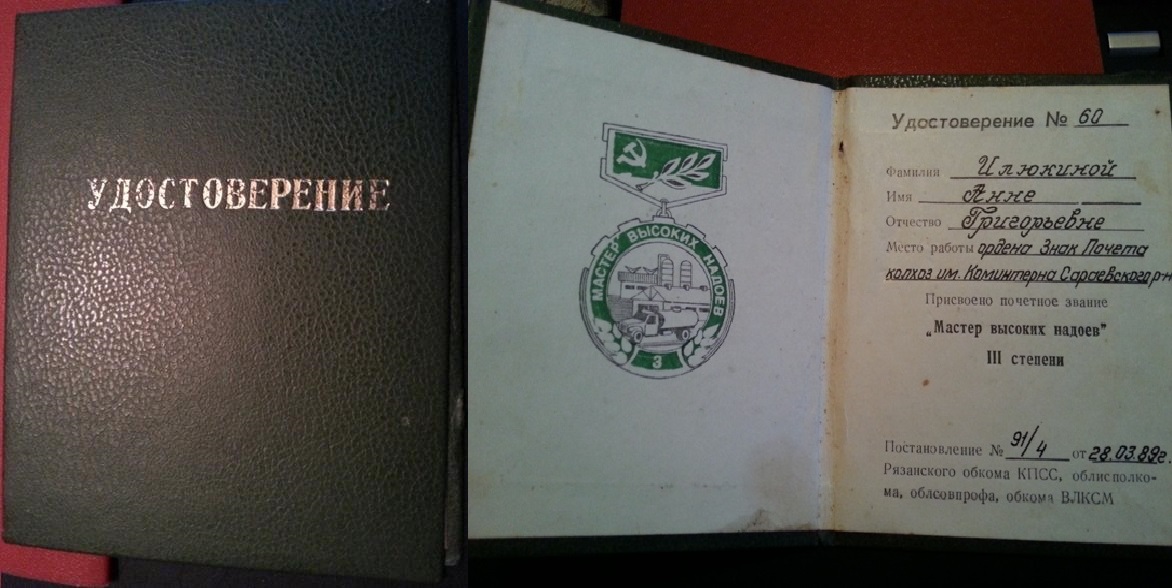 УДОСТОВЕРЕНИЕ
МАСТЕР ВЫСОКИХ НАДОЕВ
3
Удостоверение № 60
Фамилии Илюкиной
Имя Анне
Отчество Григорьевне
Место работы ордена Знак Почета
колхоз им. Коминтерна Сараевского р-н
Присвоено почетное звание
„Мастер высоких надоев"
III степени
Постановление № 91/4 от 28.03.89г.
Рязанского обкома КПСС, облисполко-
ма, облсовпрофа, обкома ВЛКСМ